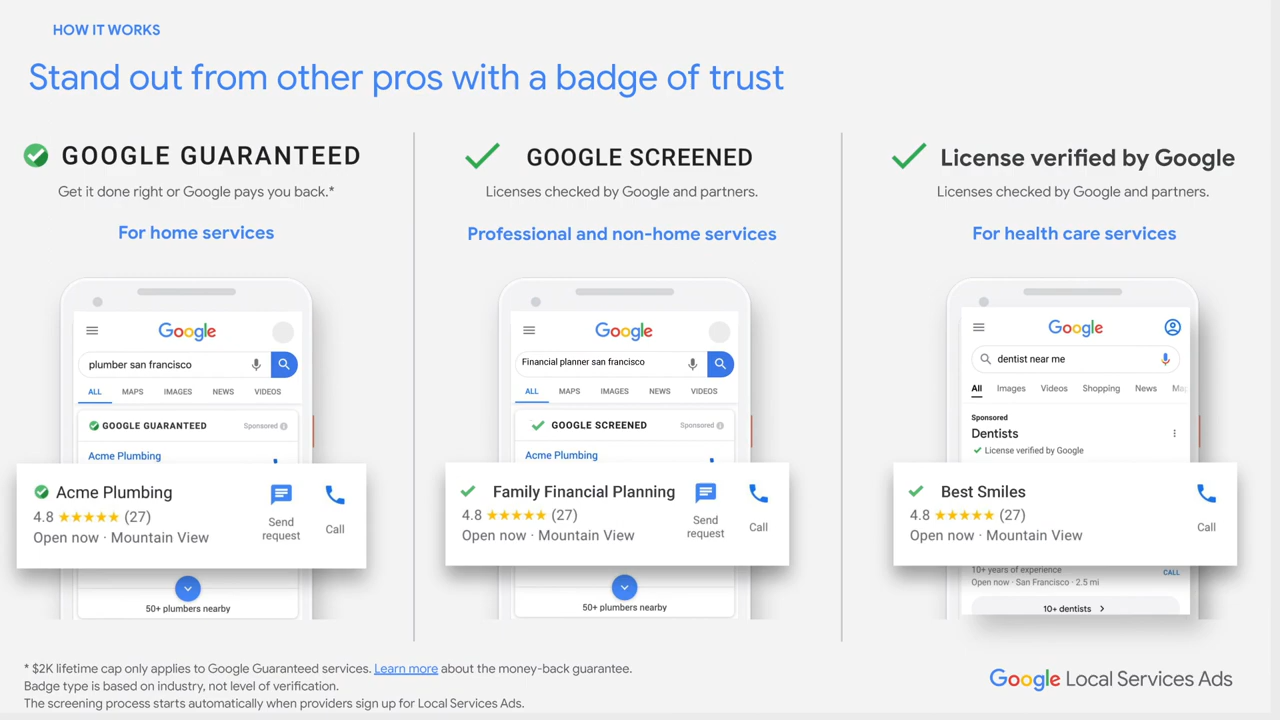 HOW IT WORKS
Stand out from other pros with a badge of trust
GOOGLE GUARANTEED
Get it done right or Google pays you back.*
For home services
Google
plumber san francisco
ALL MAPS IMAGES NEWS VIDEOS
GOOGLE GUARANTEED Sponsored
Acme Plumbing
Acme Plumbing
4.8 ★★★★★ (27)
Open now · Mountain View
Send
request
Call
50+ plumbers nearby
GOOGLE SCREENED
Licenses checked by Google and partners.
Professional and non-home services
Google
Financial planner san francisco
ALL MAPS IMAGES NEWS VIDEOS
GOOGLE SCREENED Sponsored
Acme Plumbing
Family Financial Planning
4.8 ★★★★★ (27)
Open now · Mountain View
Send
request
Call
50+ plumbers nearby
License verified by Google
Licenses checked by Google and partners.
For health care services
Google
dentist near me
All Images Videos Shopping News
Sponsored
Dentists
License verified by Google
Best Smiles
4.8 ★★★★★ (27)
Open now · Mountain View
Call
10+ years of experience
Open now · San Francisco · 2.5 mi
CALL
10+ dentists
* $2K lifetime cap only applies to Google Guaranteed services. Learn more about the money-back guarantee.
Badge type is based on industry, not level of verification.
The screening process starts automatically when providers sign up for Local Services Ads.
Google Local Services Ads